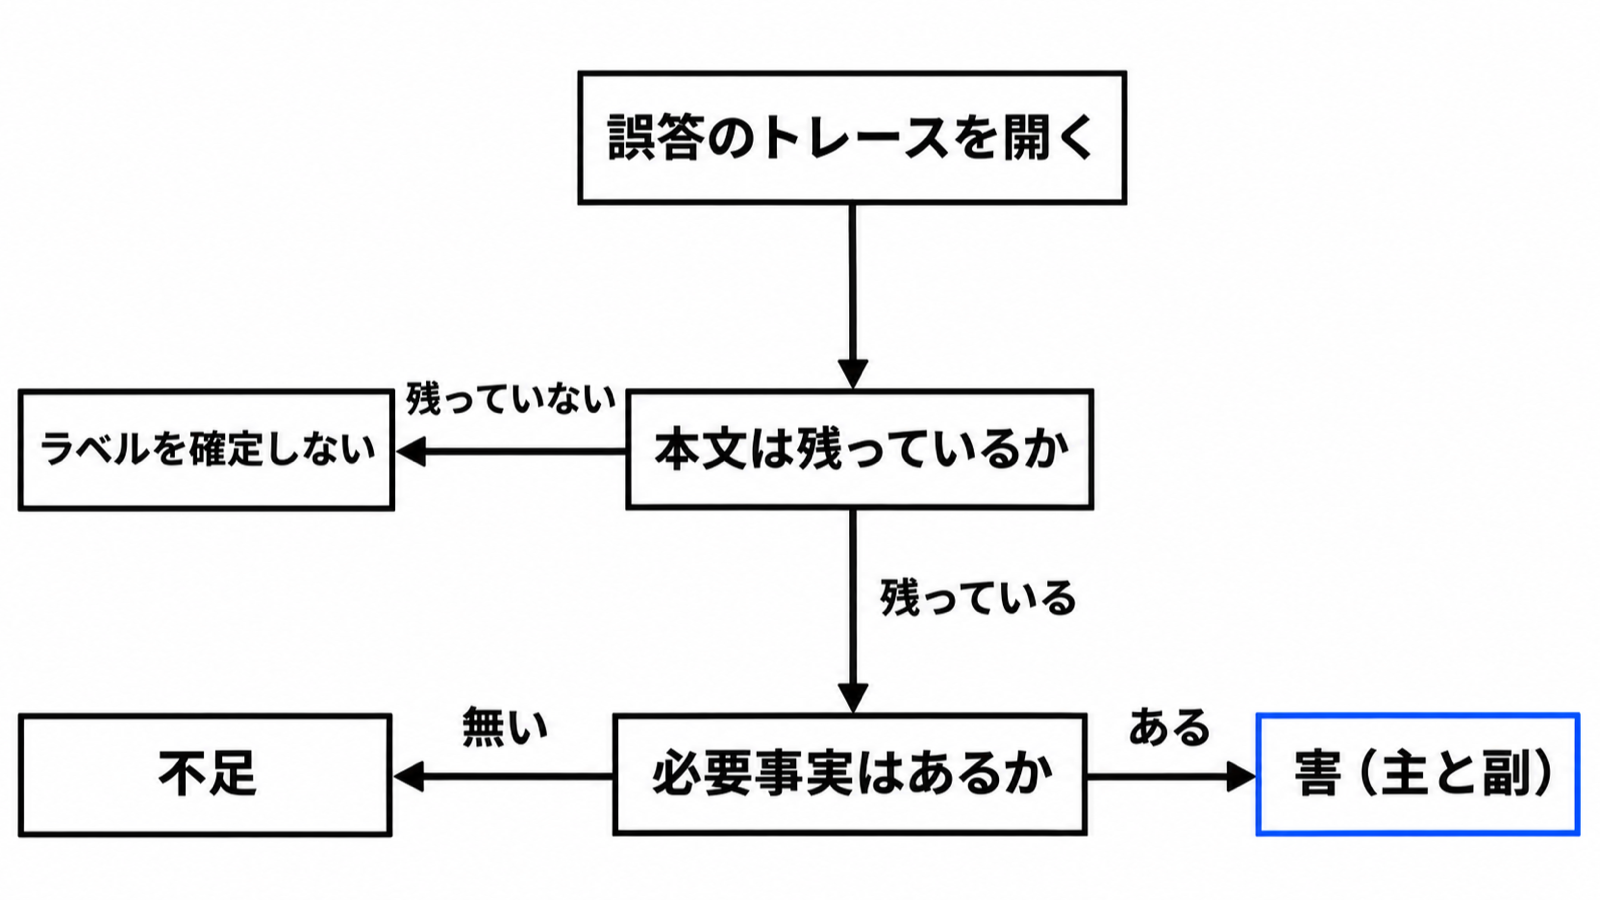 誤答のトレースを開く
残っていない
ラベルを確定しない
本文は残っているか
残っている
無い
ある
不足
必要事実はあるか
害（主と副）